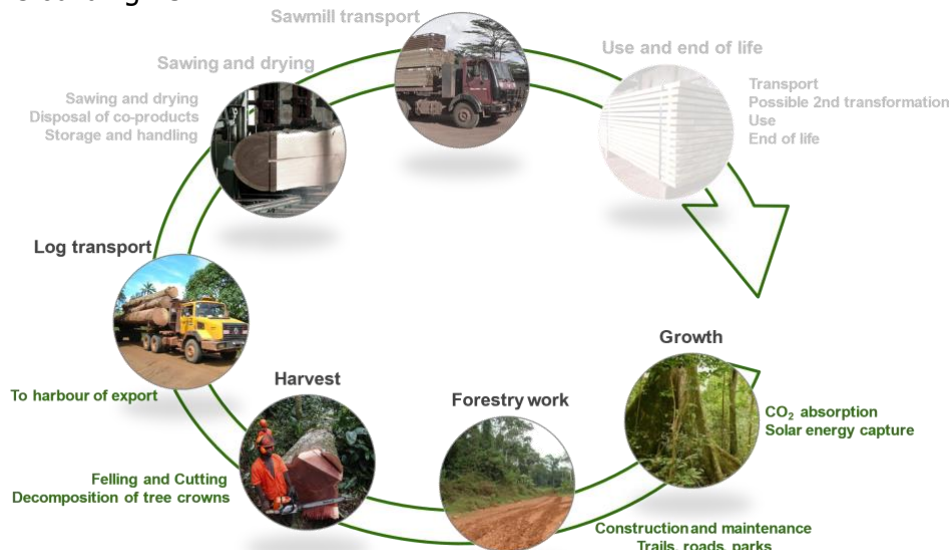 Sawmill transport
Use and end of life
Sawing and drying
Transport
Possible 2nd transformation
Use
End of life
Sawing and drying
Disposal of co-products
Storage and handling
Log transport
To harbour of export
Harvest
Felling and Cutting
Decomposition of tree crowns
Forestry work
Construction and maintenance
Trails, roads, parks
Growth
CO₂ absorption
Solar energy capture